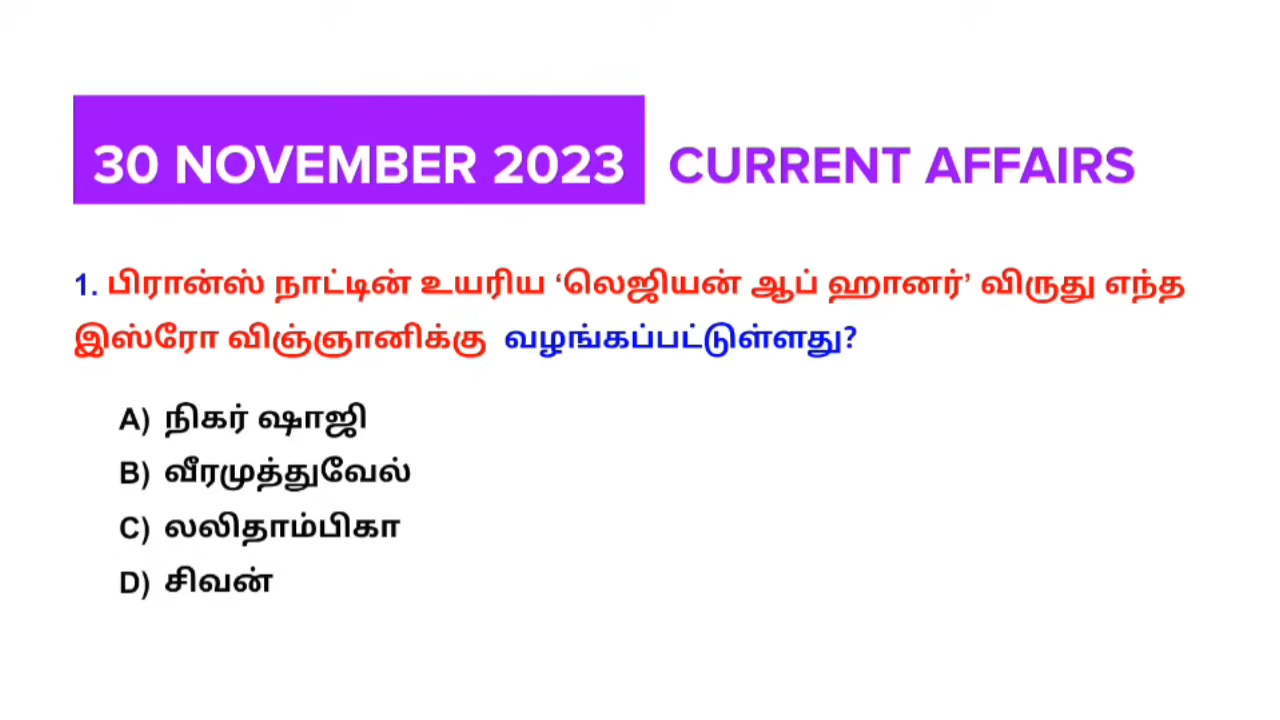 30 NOVEMBER 2023 CURRENT AFFAIRS
1. பிரான்ஸ் நாட்டின் உயரிய ‘லெஜியன் ஆப் ஹானர்’ விருது எந்த
இஸ்ரோ விஞ்ஞானிக்கு வழங்கப்பட்டுள்ளது?
A) நிகர் ஷாஜி
B) வீரமுத்துவேல்
C) லலிதாம்பிகா
D) சிவன்